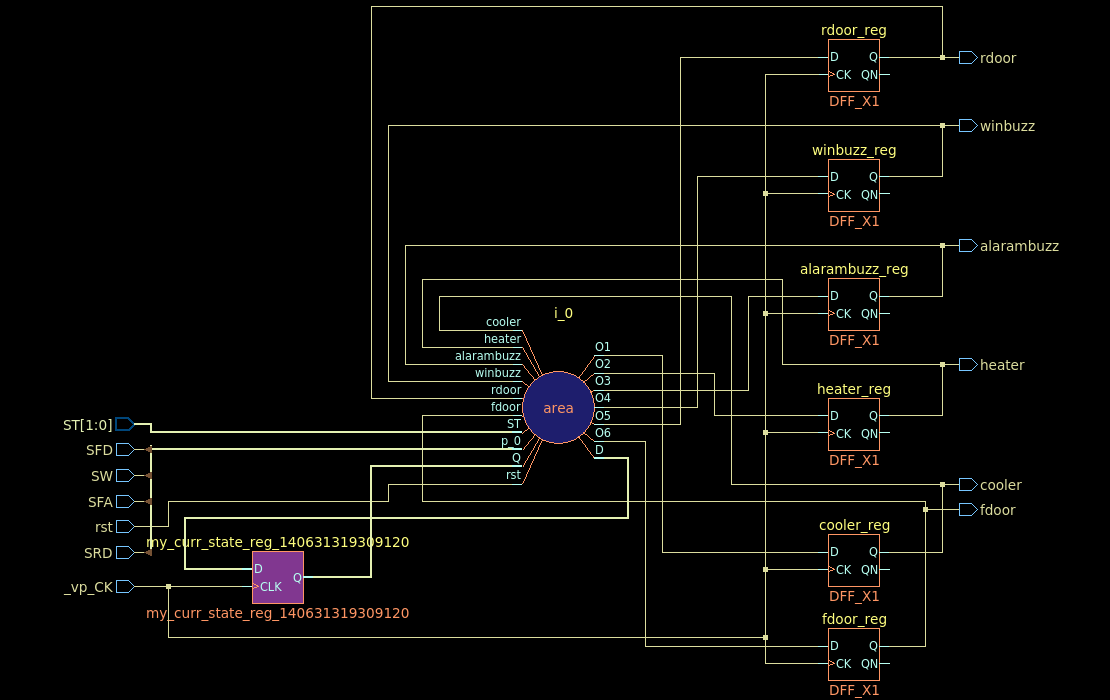 rdoor_reg
D Q
CK QN
DFF_X1
rdoor
winbuzz
winbuzz_reg
D Q
CK QN
DFF_X1
alarambuzz
alarambuzz_reg
D Q
CK QN
DFF_X1
i_0
cooler
heater
alarambuzz
winbuzz
rdoor
fdoor
ST
p_0
Q
rst
area
O1
O2
O3
O4
O5
O6
D
heater
heater_reg
D Q
CK QN
DFF_X1
ST[1:0]
SFD
SW
SFA
rst
SRD
_vp_CK
my_curr_state_reg_140631319309120
D Q
CLK
my_curr_state_reg_140631319309120
cooler
fdoor
cooler_reg
D Q
CK QN
DFF_X1
fdoor_reg
D Q
CK QN
DFF_X1